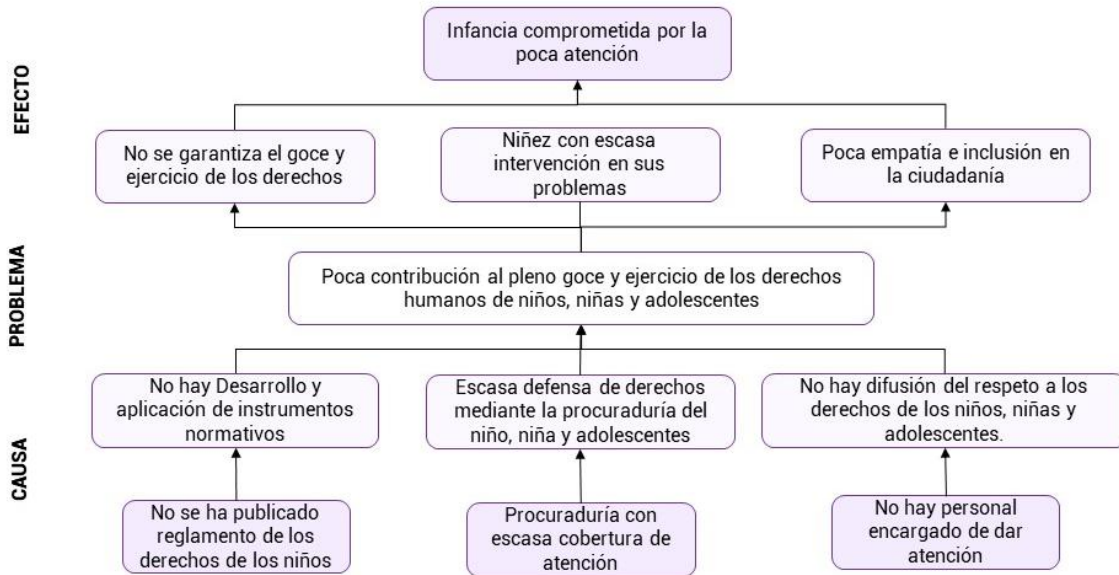 EFECTO
Infancia comprometida por la
poca atención
No se garantiza el goce y
ejercicio de los derechos
Niñez con escasa
intervención en sus
problemas
Poca empatía e inclusión en
la ciudadanía
PROBLEMA
Poca contribución al pleno goce y ejercicio de los derechos
humanos de niños, niñas y adolescentes
CAUSA
No hay Desarrollo y
aplicación de instrumentos
normativos
Escasa defensa de derechos
mediante la procuraduría del
niño, niña y adolescentes
No hay difusión del respeto a los
derechos de los niños, niñas y
adolescentes.
No se ha publicado
reglamento de los
derechos de los niños
Procuraduría con
escasa cobertura de
atención
No hay personal
encargado de dar
atención